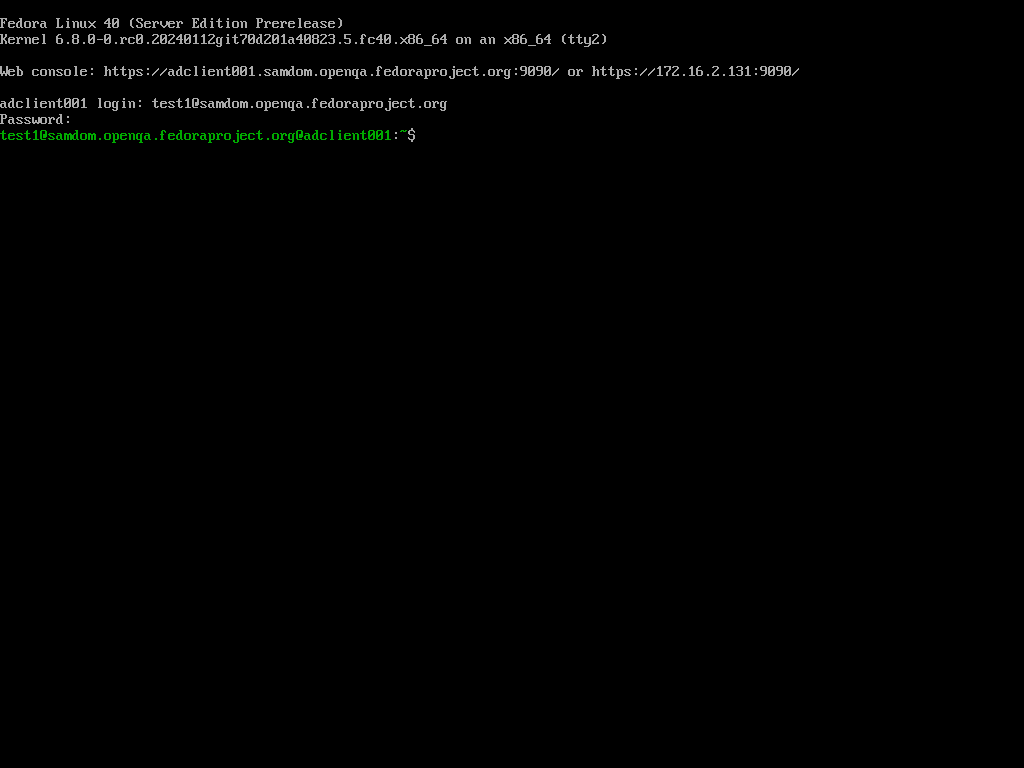 Fedora Linux 40 (Server Edition Prerelease)
Kernel 6.8.0-0.rc0.20240112git70d201a40823.5.fc40.x86_64 on an x86_64 (tty2)
Web console: https://adclient001.samdom.openqa.fedoraproject.org:9090/ or https://172.16.2.131:9090/
adclient001 login: test1@samdom.openqa.fedoraproject.org
Password:
test1@samdom.openqa.fedoraproject.org@adclient001:~$